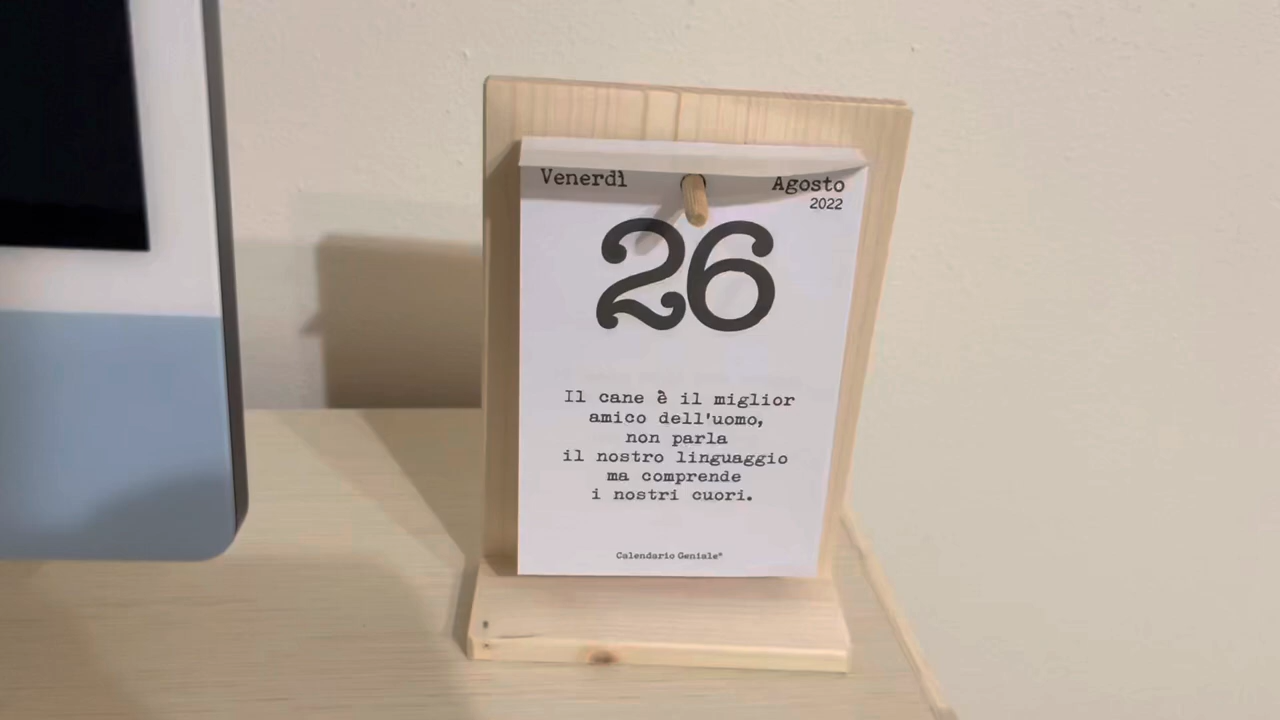 Venerdì
Agosto
2022
26
Il cane è il miglior
amico dell'uomo,
non parla
il nostro linguaggio
ma comprende
i nostri cuori.
Calendario Geniale®